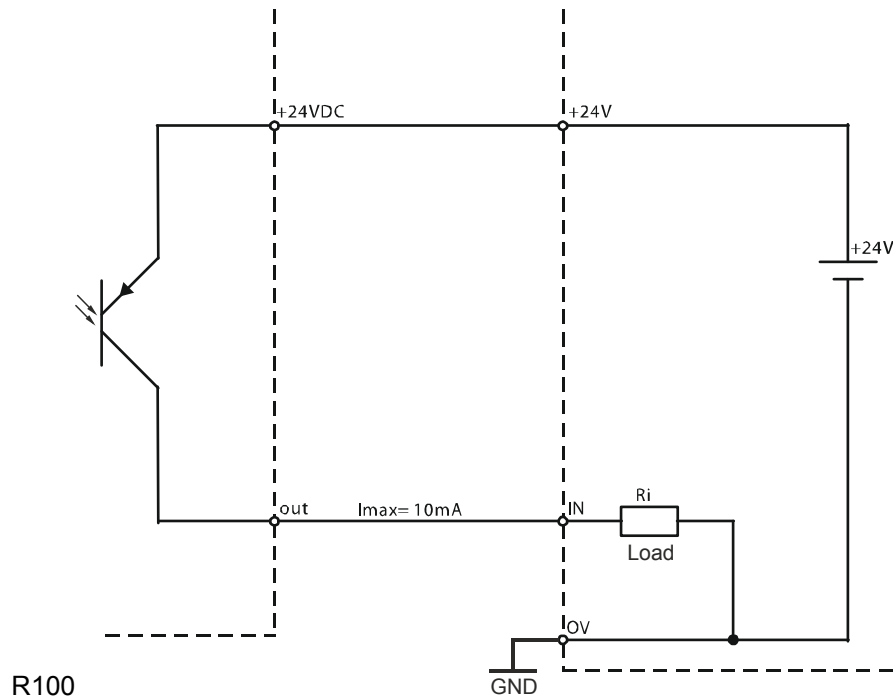 +24VDC
+24V
+24V
out
Imax= 10mA
IN
Ri
Load
0V
GND
R100